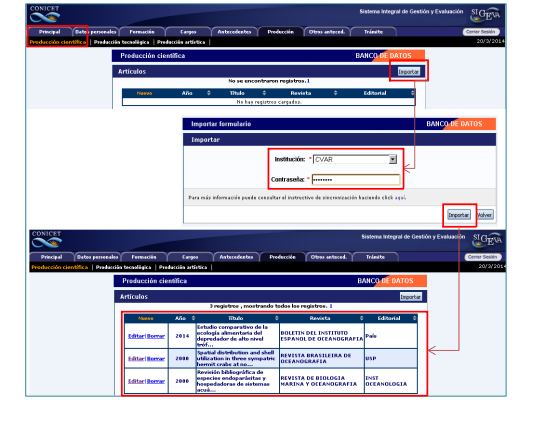 CONICET
Sistema Integral de Gestión y Evaluación
SIGEVA
Principal Datos personales Formación Cargos Antecedentes Producción Otros anteced. Trámite Cerrar Sesión
Producción científica | Producción tecnológica | Producción artística | 20/3/2014
Producción científica BANCO DE DATOS
Artículos Importar
No se encontraron registros.1
Nuevo Año Título Revista Editorial
No hay registros cargados.
Importar formulario BANCO DE DATOS
Importar
Institución: * CVAR
Contraseña: * ••••••••
Para más información puede consultar el instructivo de sincronización haciendo click aquí.
Importar Volver
CONICET
Sistema Integral de Gestión y Evaluación
SIGEVA
Principal Datos personales Formación Cargos Antecedentes Producción Otros anteced. Trámite Cerrar Sesión
Producción científica | Producción tecnológica | Producción artística | 20/3/2014
Producción científica BANCO DE DATOS
Artículos Importar
3 registros , mostrando todos los registros. 1
Nuevo Año Título Revista Editorial
Editar|Borrar 2014 Estudio comparativo de la ecología alimentaria del depredador de alto nivel tróf... BOLETIN DEL INSTITUTO ESPANOL DE OCEANOGRAFIA País
Editar|Borrar 2000 Spatial distribution and shell utilization in three sympatric hermit crabs at no... REVISTA BRASILEIRA DE OCEANOGRAFIA USP
Editar|Borrar 2000 Revisión bibliográfica de especies endoparásitas y hospedadoras de sistemas acuá... REVISTA DE BIOLOGIA MARINA Y OCEANOGRAFIA INST OCEANOLOGIA